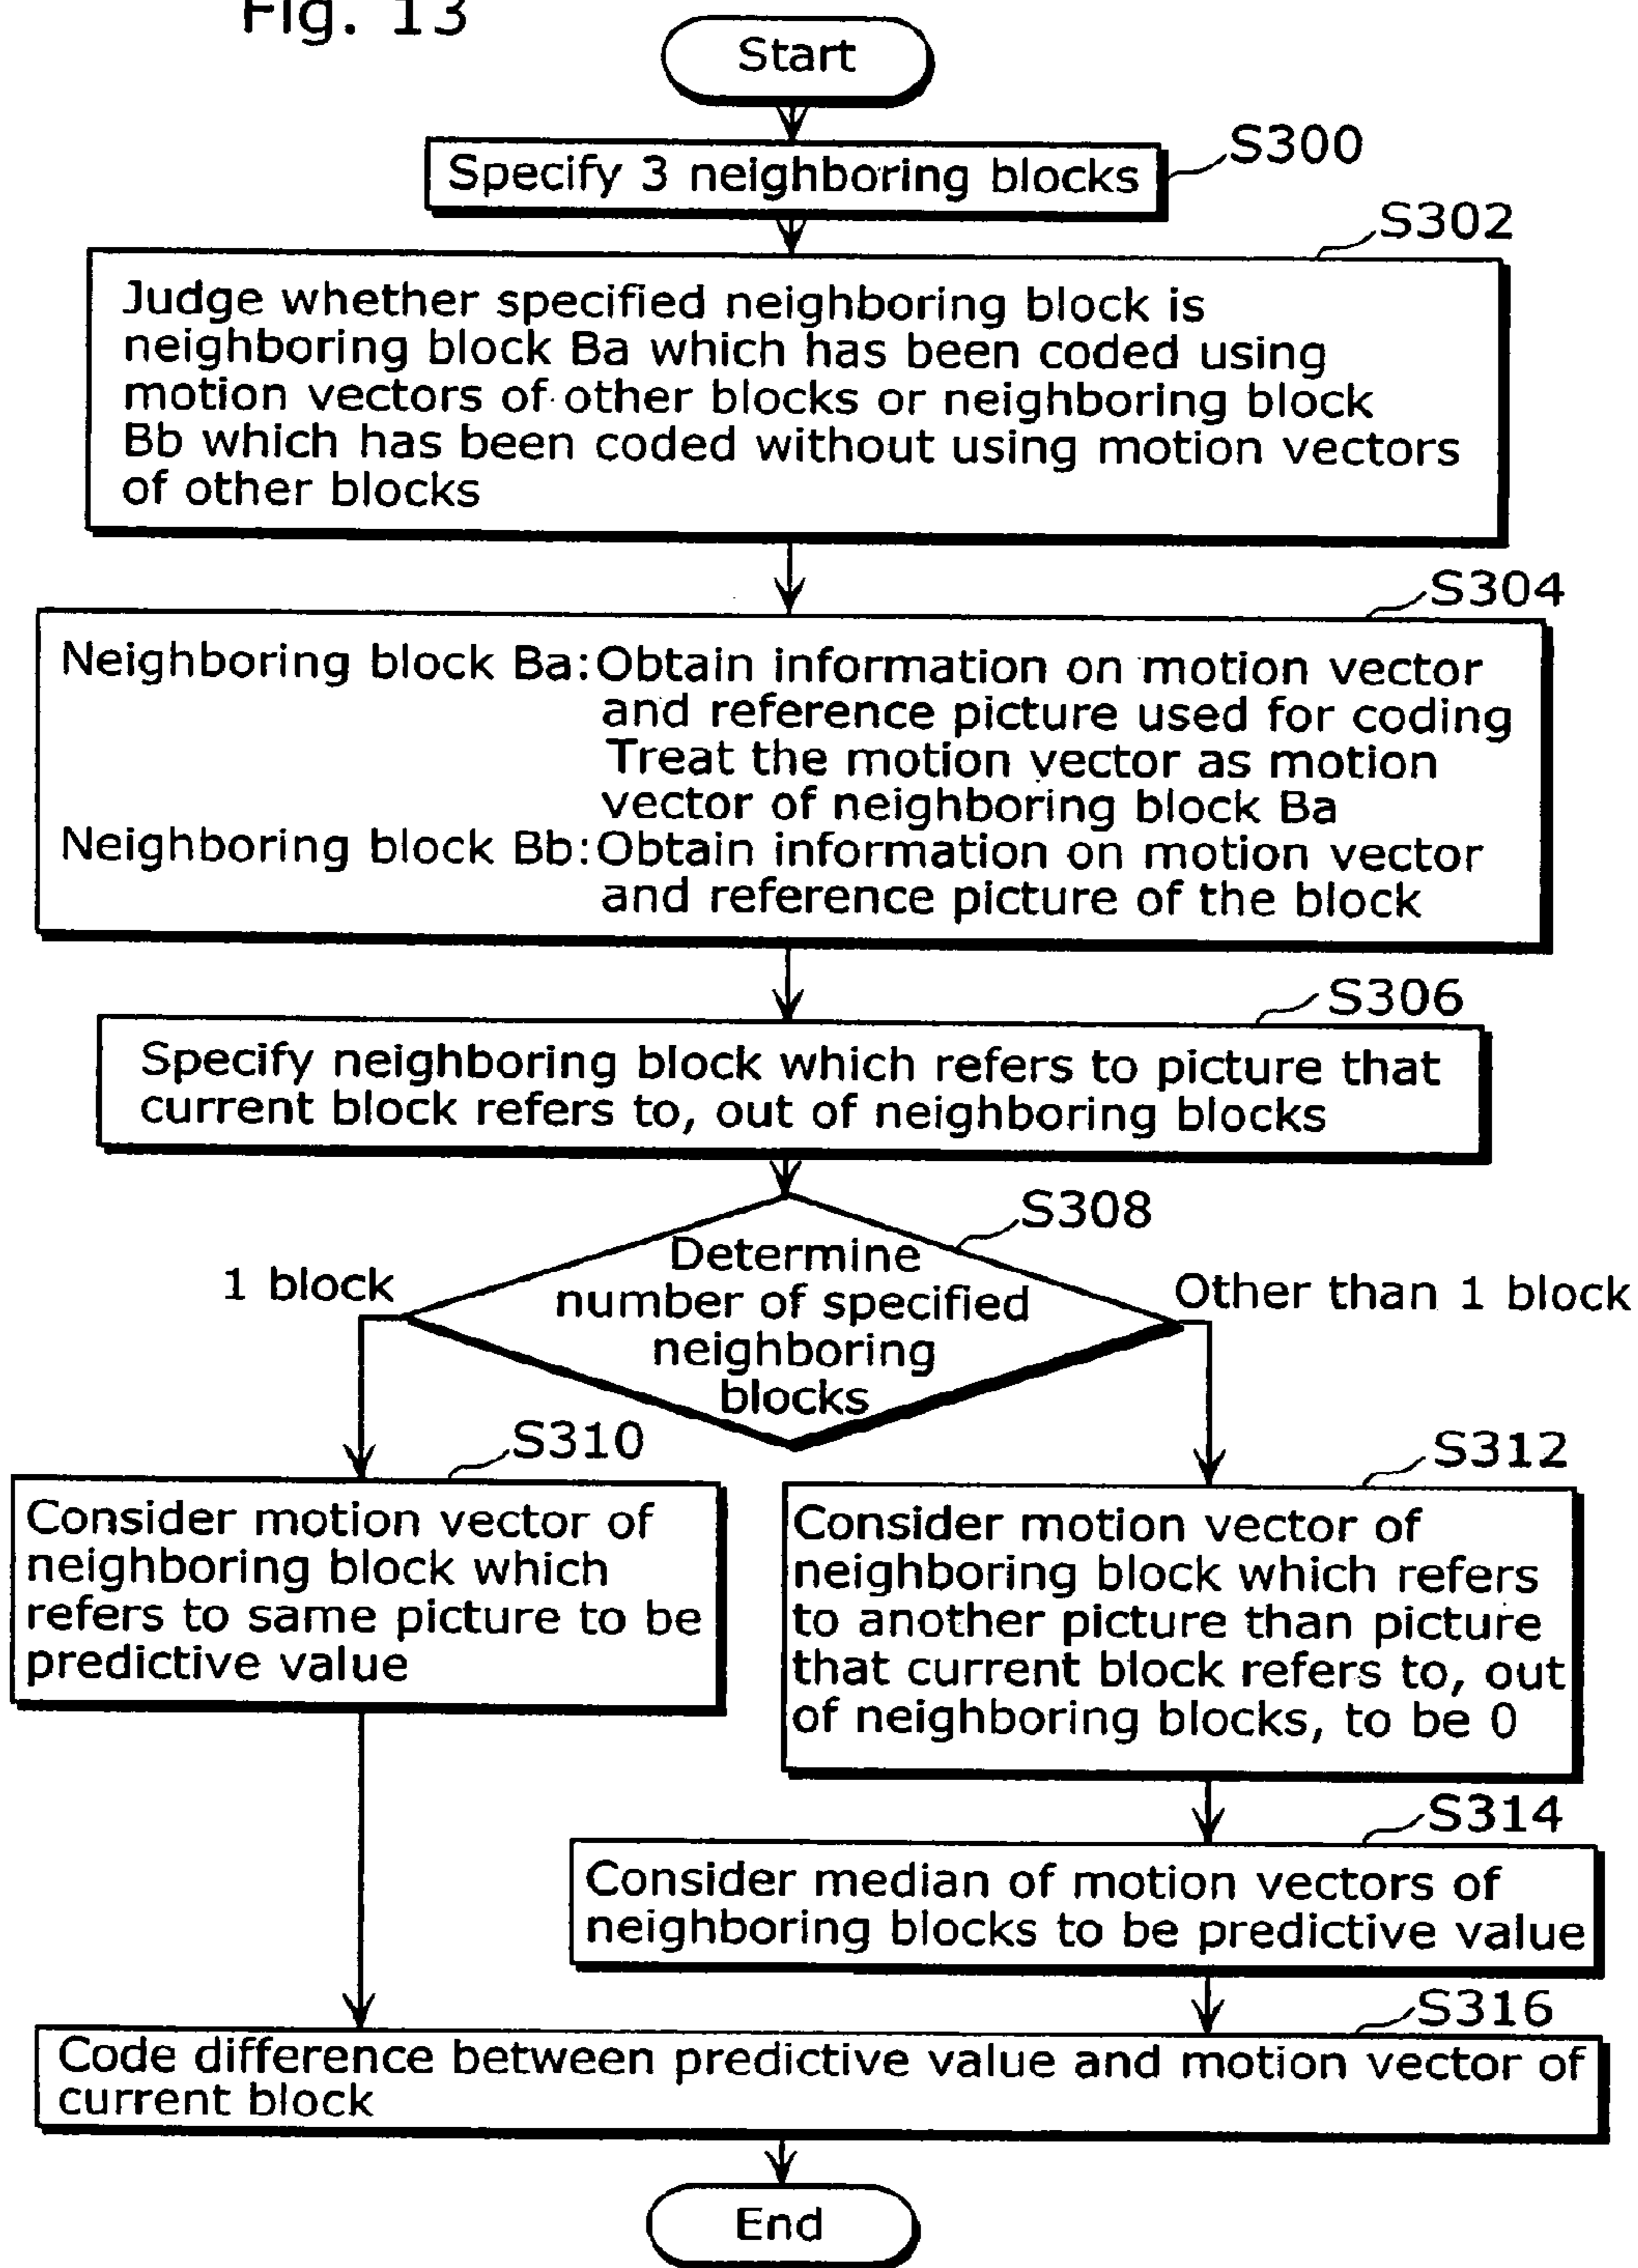 Fig. 13
Start
S300
Specify 3 neighboring blocks
S302
Judge whether specified neighboring block is
neighboring block Ba which has been coded using
motion vectors of other blocks or neighboring block
Bb which has been coded without using motion vectors
of other blocks
S304
Neighboring block Ba:Obtain information on motion vector
and reference picture used for coding
Treat the motion vector as motion
vector of neighboring block Ba
Neighboring block Bb:Obtain information on motion vector
and reference picture of the block
S306
Specify neighboring block which refers to picture that
current block refers to, out of neighboring blocks
S308
Determine
number of specified
neighboring
blocks
1 block
Other than 1 block
S310
Consider motion vector of
neighboring block which
refers to same picture to be
predictive value
S312
Consider motion vector of
neighboring block which refers
to another picture than picture
that current block refers to, out
of neighboring blocks, to be 0
S314
Consider median of motion vectors of
neighboring blocks to be predictive value
S316
Code difference between predictive value and motion vector of
current block
End